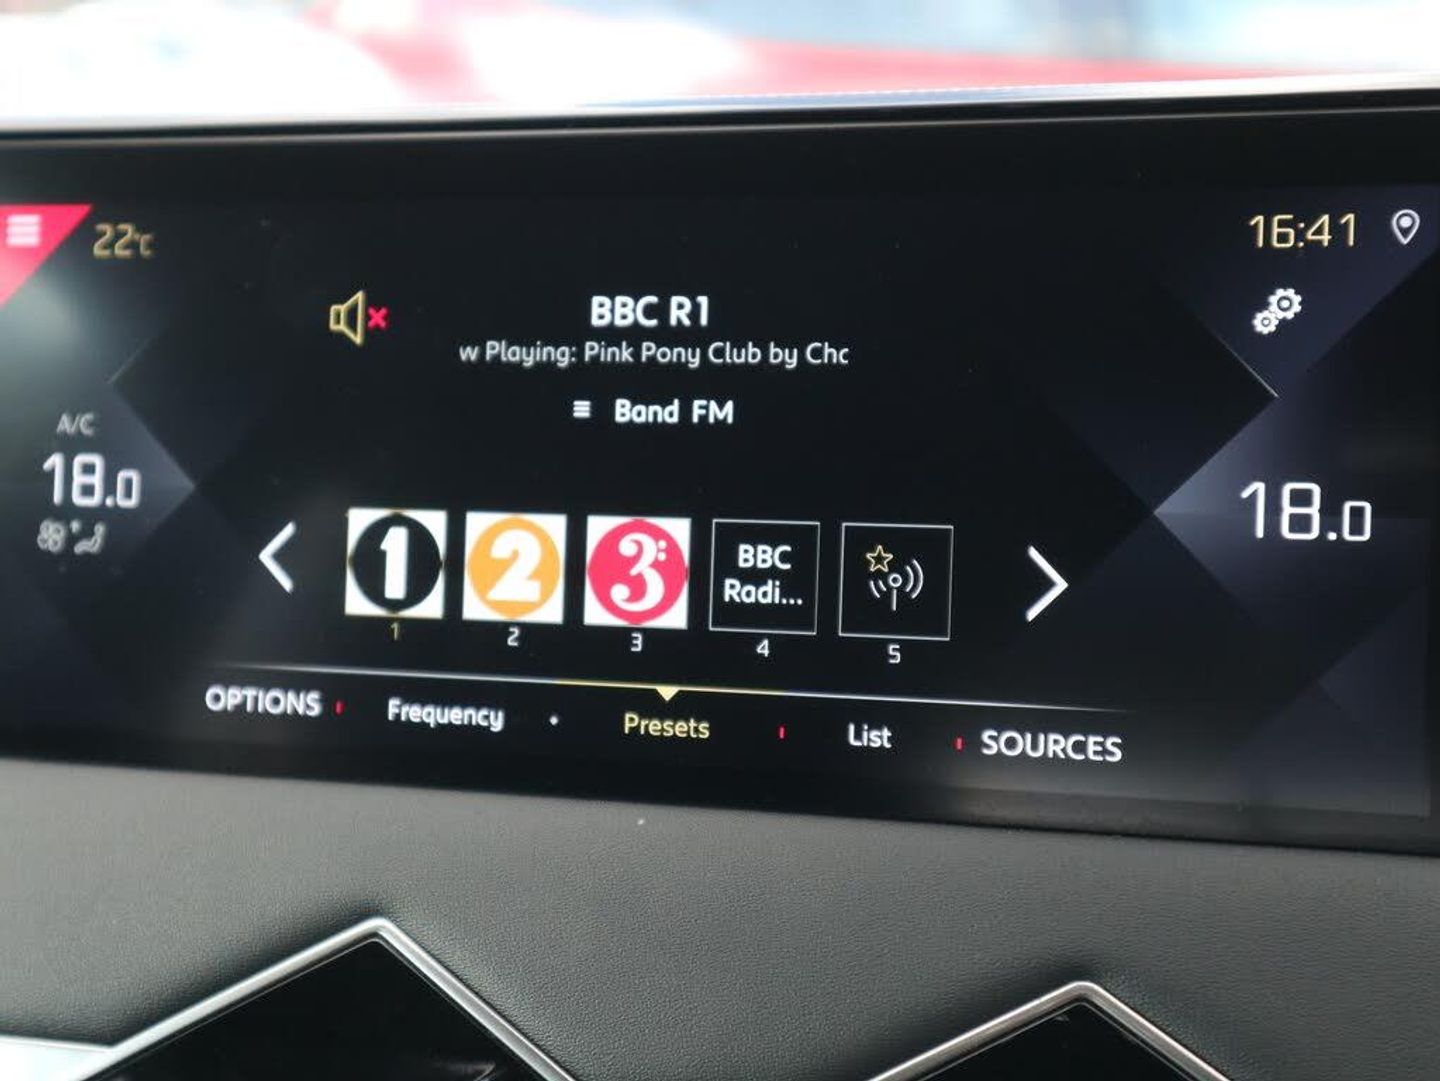 22°C
16:41
BBC R1
w Playing: Pink Pony Club by Chc
Band FM
A/C
18.0
18.0
1
2
3:
BBC
Radi...
1
2
3
4
5
OPTIONS
Frequency
Presets
List
SOURCES